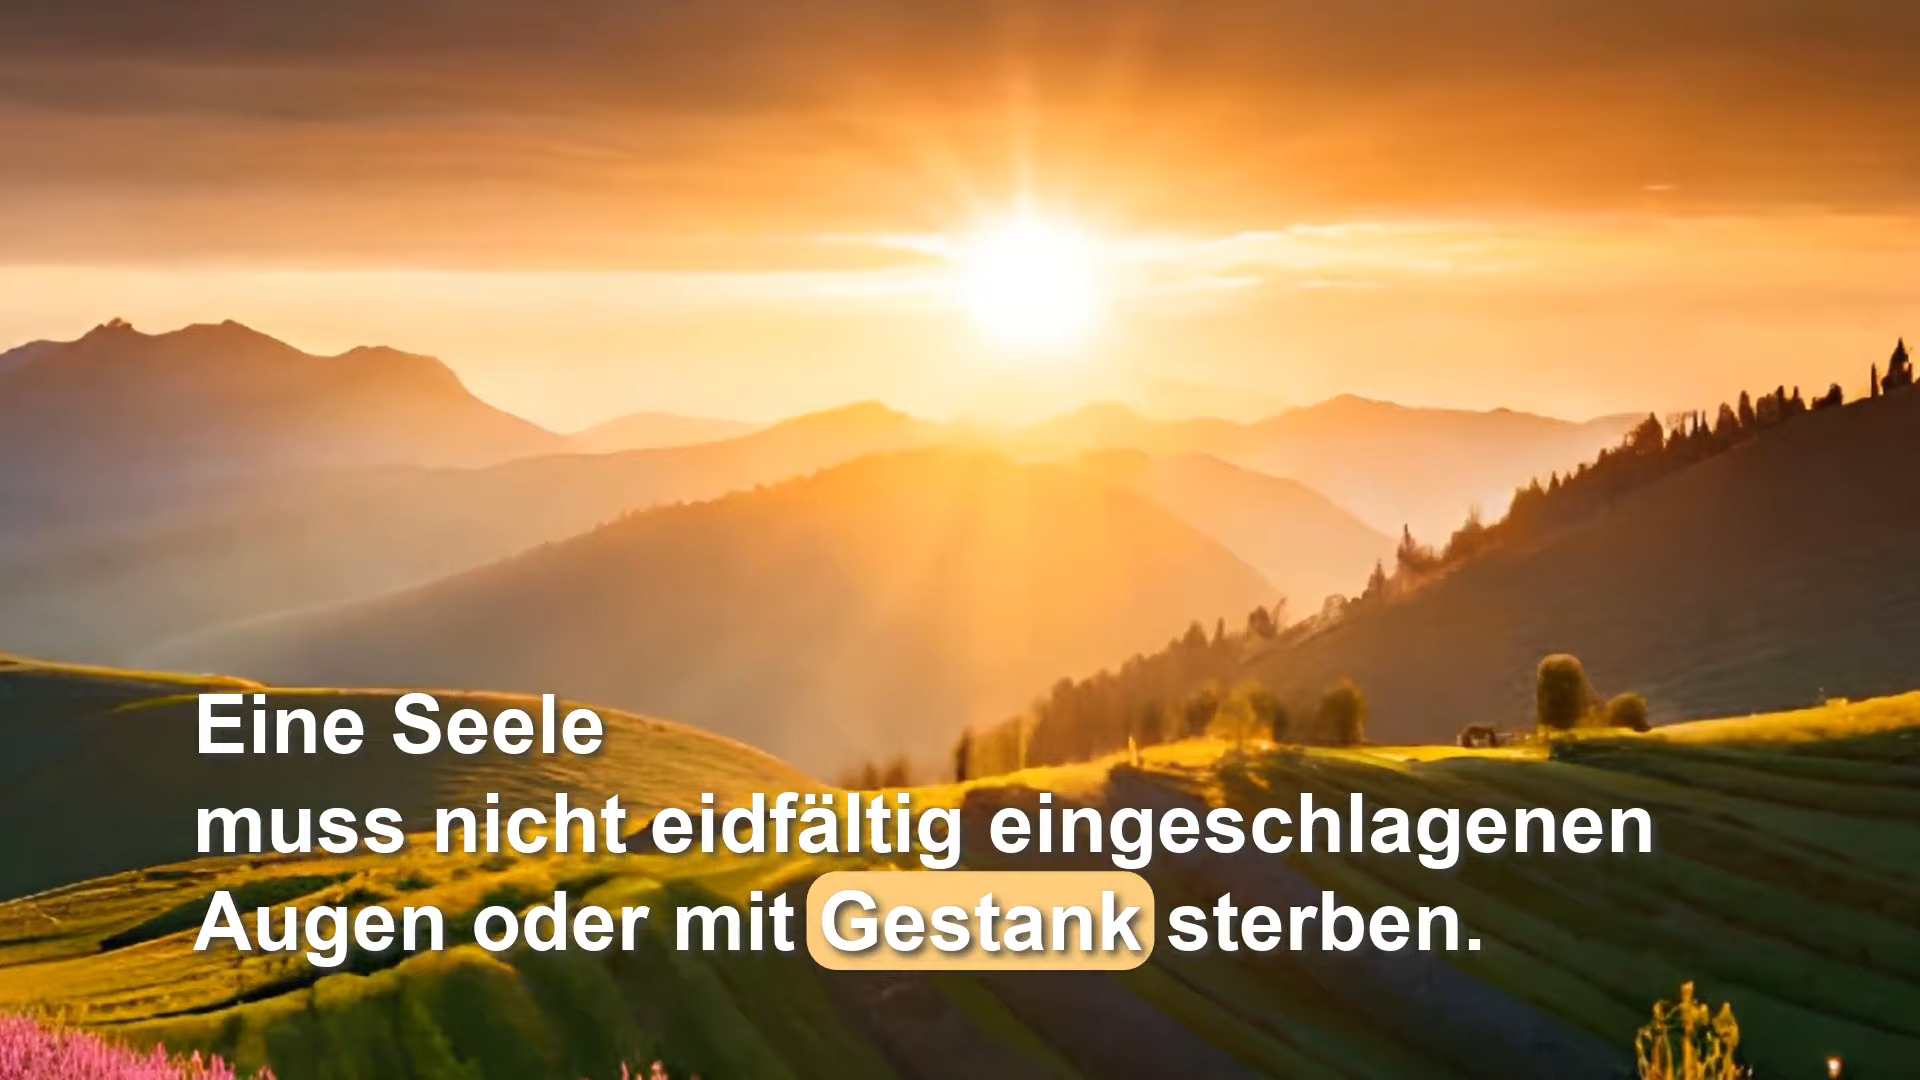 Eine Seele
muss nicht eidfältig eingeschlagenen
Augen oder mit Gestank sterben.